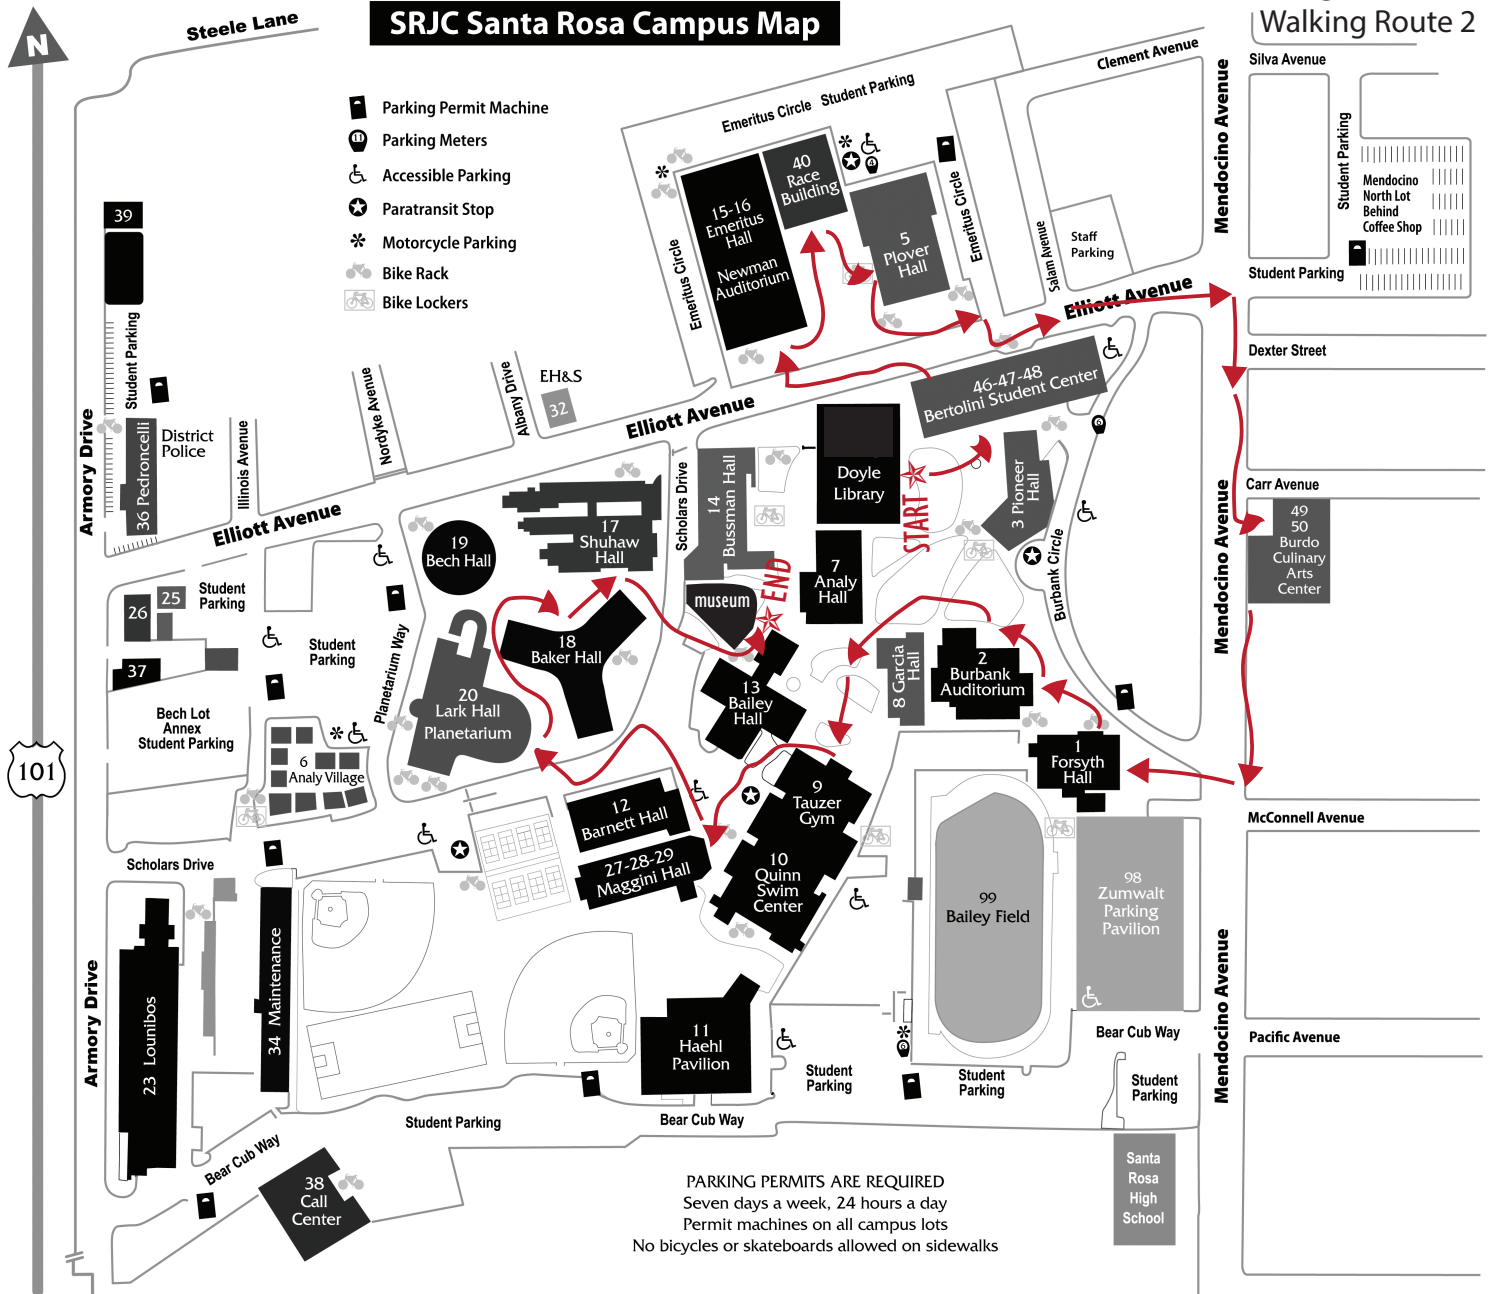 SRJC Santa Rosa Campus Map
Walking Route 2
N
Steele Lane
Parking Permit Machine
11
Parking Meters
Accessible Parking
Paratransit Stop
Motorcycle Parking
Bike Rack
Bike Lockers
Emeritus Circle
Student Parking
Clement Avenue
Mendocino Avenue
Silva Avenue
Student Parking
Mendocino
North Lot
Behind
Coffee Shop
Student Parking
Staff
Parking
Salam Avenue
Emeritus Circle
Emeritus Circle
15-16
Emeritus
Hall
Newman
Auditorium
40
Race
Building
4
5
Plover
Hall
Elliott Avenue
Dexter Street
39
Student Parking
Armory Drive
36 Pedroncelli
District
Police
Illinois Avenue
Nordyke Avenue
Albany Drive
EH&S
32
Elliott Avenue
Elliott Avenue
46-47-48
Bertolini Student Center
6
Doyle
Library
START
3 Pioneer
Hall
Burbank Circle
Carr Avenue
49
50
Burdo
Culinary
Arts
Center
Mendocino Avenue
Scholars Drive
14
Bussman Hall
17
Shuhaw
Hall
19
Bech Hall
7
Analy
Hall
museum
END
26
25
37
Student
Parking
Student
Parking
Bech Lot
Annex
Student Parking
Planetarium Way
18
Baker Hall
20
Lark Hall
Planetarium
13
Bailey
Hall
8 Garcia
Hall
2
Burbank
Auditorium
1
Forsyth
Hall
101
6
Analy Village
12
Barnett Hall
27-28-29
Maggini Hall
9
Tauzer
Gym
10
Quinn
Swim
Center
McConnell Avenue
Scholars Drive
99
Bailey Field
98
Zumwalt
Parking
Pavilion
Armory Drive
23 Lounibos
34 Maintenance
11
Haehl
Pavilion
6
Mendocino Avenue
Bear Cub Way
Pacific Avenue
Student
Parking
Student
Parking
Student
Parking
Student Parking
Bear Cub Way
Bear Cub Way
38
Call
Center
Santa
Rosa
High
School
PARKING PERMITS ARE REQUIRED
Seven days a week, 24 hours a day
Permit machines on all campus lots
No bicycles or skateboards allowed on sidewalks